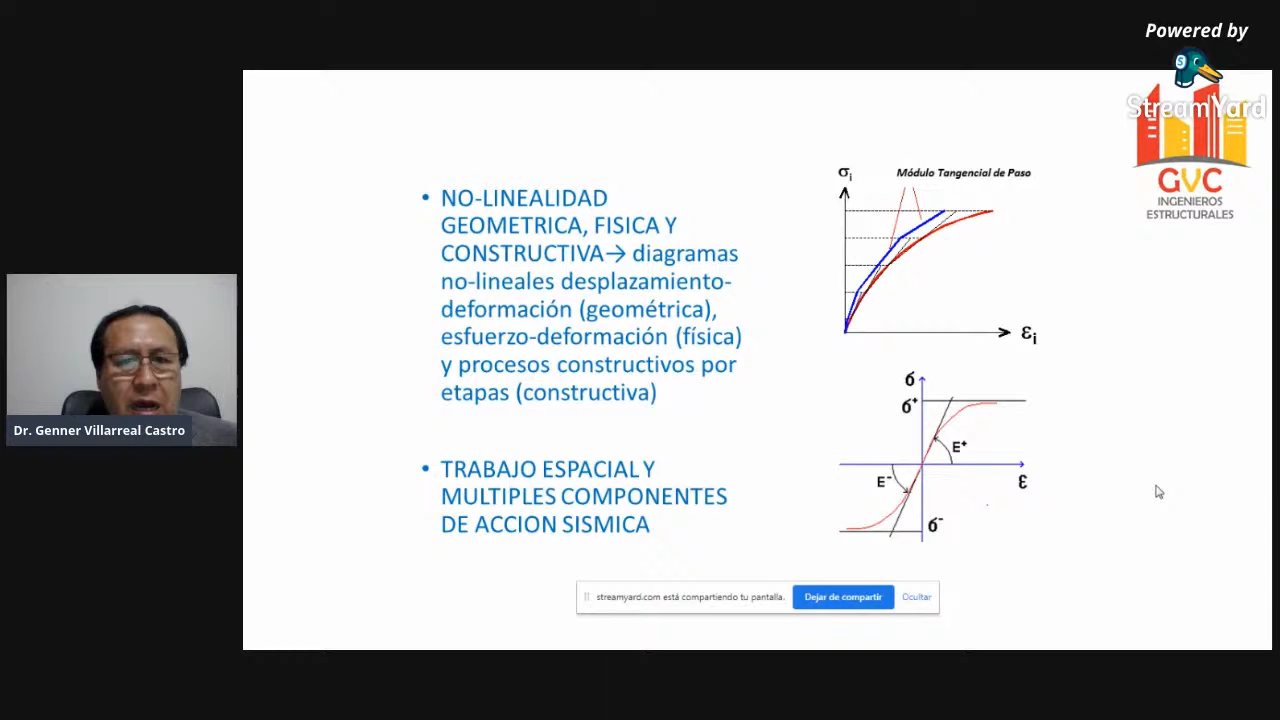 Powered by
StreamYard
GVC
INGENIEROS
ESTRUCTURALES
• NO-LINEALIDAD
GEOMETRICA, FISICA Y
CONSTRUCTIVA→ diagramas
no-lineales desplazamiento-
deformación (geométrica),
esfuerzo-deformación (física)
y procesos constructivos por
etapas (constructiva)
• TRABAJO ESPACIAL Y
MULTIPLES COMPONENTES
DE ACCION SISMICA
σi
Módulo Tangencial de Paso
εi
б
б+
E+
E-
ε
б-
Dr. Genner Villarreal Castro
streamyard.com está compartiendo tu pantalla.
Dejar de compartir
Ocultar